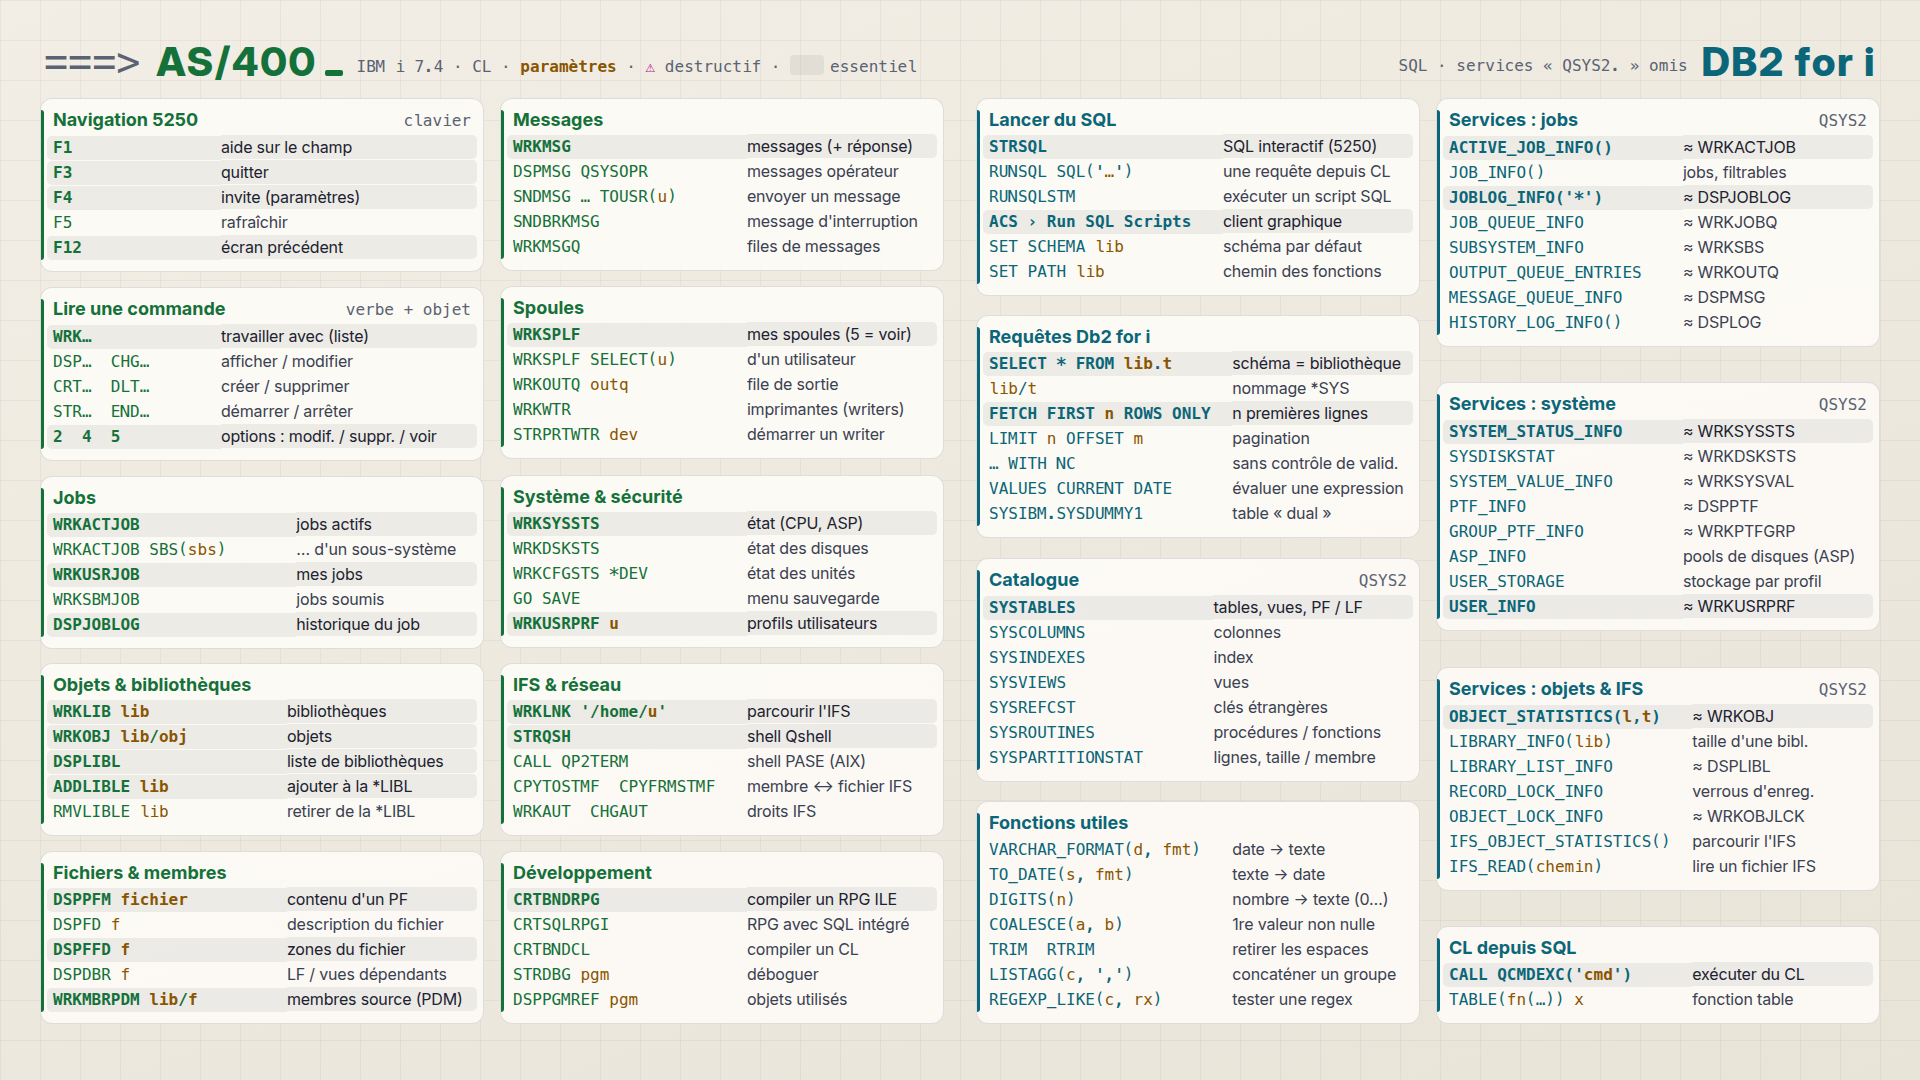 ===> AS/400_ IBM i 7.4 · CL · paramètres · ⚠ destructif · essentiel
SQL · services « QSYS2. » omis DB2 for i
Navigation 5250 clavier
F1 aide sur le champ
F3 quitter
F4 invite (paramètres)
F5 rafraîchir
F12 écran précédent
Lire une commande verbe + objet
WRK… travailler avec (liste)
DSP… CHG… afficher / modifier
CRT… DLT… créer / supprimer
STR… END… démarrer / arrêter
2 4 5 options : modif. / suppr. / voir
Jobs
WRKACTJOB jobs actifs
WRKACTJOB SBS(sbs) … d'un sous-système
WRKUSRJOB mes jobs
WRKSBMJOB jobs soumis
DSPJOBLOG historique du job
Objets & bibliothèques
WRKLIB lib bibliothèques
WRKOBJ lib/obj objets
DSPLIBL liste de bibliothèques
ADDLIBLE lib ajouter à la *LIBL
RMVLIBLE lib retirer de la *LIBL
Fichiers & membres
DSPPFM fichier contenu d'un PF
DSPFD f description du fichier
DSPFFD f zones du fichier
DSPDBR f LF / vues dépendants
WRKMBRPDM lib/f membres source (PDM)
Messages
WRKMSG messages (+ réponse)
DSPMSG QSYSOPR messages opérateur
SNDMSG … TOUSR(u) envoyer un message
SNDBRKMSG message d'interruption
WRKMSGQ files de messages
Spoules
WRKSPLF mes spoules (5 = voir)
WRKSPLF SELECT(u) d'un utilisateur
WRKOUTQ outq file de sortie
WRKWTR imprimantes (writers)
STRPRTWTR dev démarrer un writer
Système & sécurité
WRKSYSSTS état (CPU, ASP)
WRKDSKSTS état des disques
WRKCFGSTS *DEV état des unités
GO SAVE menu sauvegarde
WRKUSRPRF u profils utilisateurs
IFS & réseau
WRKLNK '/home/u' parcourir l'IFS
STRQSH shell Qshell
CALL QP2TERM shell PASE (AIX)
CPYTOSTMF CPYFRMSTMF membre ↔ fichier IFS
WRKAUT CHGAUT droits IFS
Développement
CRTBNDRPG compiler un RPG ILE
CRTSQLRPGI RPG avec SQL intégré
CRTBNDCL compiler un CL
STRDBG pgm déboguer
DSPPGMREF pgm objets utilisés
Lancer du SQL
STRSQL SQL interactif (5250)
RUNSQL SQL('…') une requête depuis CL
RUNSQLSTM exécuter un script SQL
ACS › Run SQL Scripts client graphique
SET SCHEMA lib schéma par défaut
SET PATH lib chemin des fonctions
Requêtes Db2 for i
SELECT * FROM lib.t schéma = bibliothèque
lib/t nommage *SYS
FETCH FIRST n ROWS ONLY n premières lignes
LIMIT n OFFSET m pagination
… WITH NC sans contrôle de valid.
VALUES CURRENT DATE évaluer une expression
SYSIBM.SYSDUMMY1 table « dual »
Catalogue QSYS2
SYSTABLES tables, vues, PF / LF
SYSCOLUMNS colonnes
SYSINDEXES index
SYSVIEWS vues
SYSREFCST clés étrangères
SYSROUTINES procédures / fonctions
SYSPARTITIONSTAT lignes, taille / membre
Fonctions utiles
VARCHAR_FORMAT(d, fmt) date → texte
TO_DATE(s, fmt) texte → date
DIGITS(n) nombre → texte (0…)
COALESCE(a, b) 1re valeur non nulle
TRIM RTRIM retirer les espaces
LISTAGG(c, ',') concaténer un groupe
REGEXP_LIKE(c, rx) tester une regex
Services : jobs QSYS2
ACTIVE_JOB_INFO() ≈ WRKACTJOB
JOB_INFO() jobs, filtrables
JOBLOG_INFO('*') ≈ DSPJOBLOG
JOB_QUEUE_INFO ≈ WRKJOBQ
SUBSYSTEM_INFO ≈ WRKSBS
OUTPUT_QUEUE_ENTRIES ≈ WRKOUTQ
MESSAGE_QUEUE_INFO ≈ DSPMSG
HISTORY_LOG_INFO() ≈ DSPLOG
Services : système QSYS2
SYSTEM_STATUS_INFO ≈ WRKSYSSTS
SYSDISKSTAT ≈ WRKDSKSTS
SYSTEM_VALUE_INFO ≈ WRKSYSVAL
PTF_INFO ≈ DSPPTF
GROUP_PTF_INFO ≈ WRKPTFGRP
ASP_INFO pools de disques (ASP)
USER_STORAGE stockage par profil
USER_INFO ≈ WRKUSRPRF
Services : objets & IFS QSYS2
OBJECT_STATISTICS(l,t) ≈ WRKOBJ
LIBRARY_INFO(lib) taille d'une bibl.
LIBRARY_LIST_INFO ≈ DSPLIBL
RECORD_LOCK_INFO verrous d'enreg.
OBJECT_LOCK_INFO ≈ WRKOBJLCK
IFS_OBJECT_STATISTICS() parcourir l'IFS
IFS_READ(chemin) lire un fichier IFS
CL depuis SQL
CALL QCMDEXC('cmd') exécuter du CL
TABLE(fn(…)) x fonction table